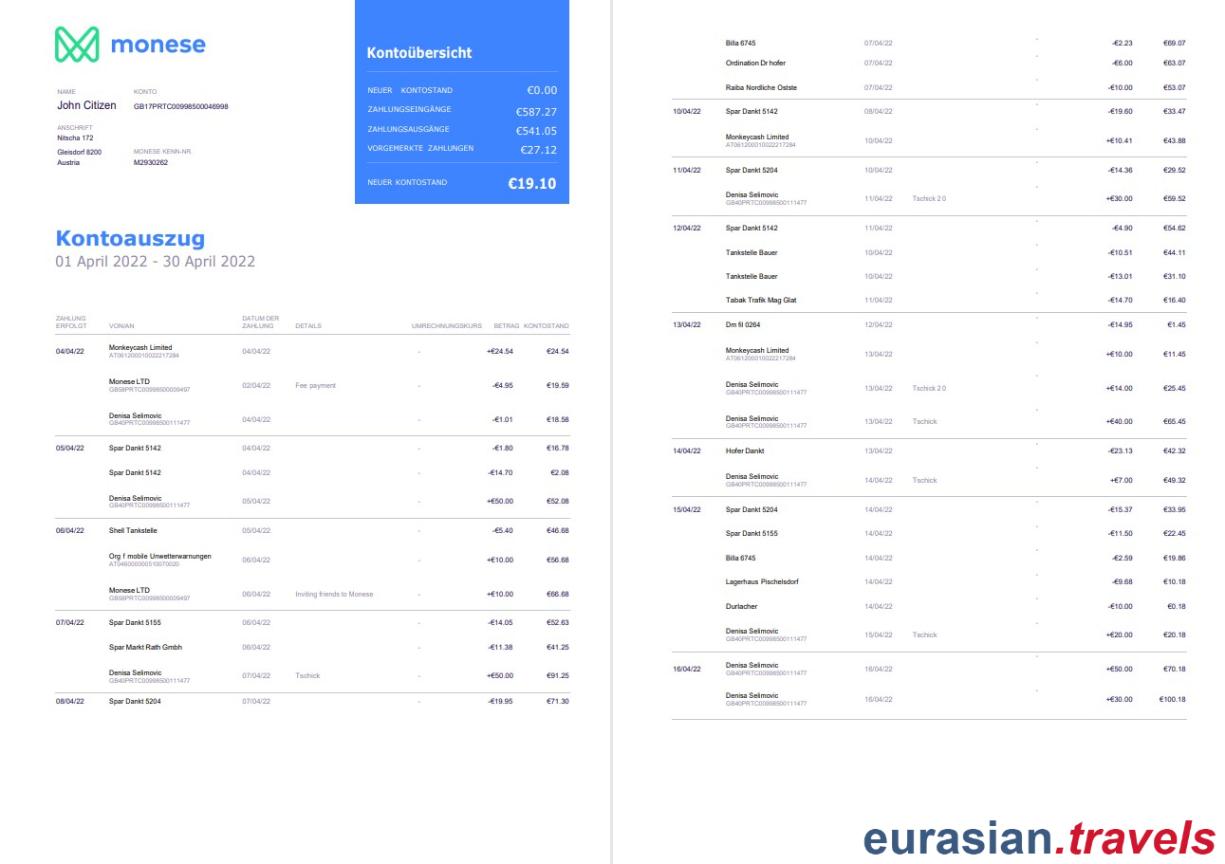 monese
Kontoübersicht
NEUER KONTOSTAND €0.00
ZAHLUNGSEINGÄNGE €587.27
ZAHLUNGSAUSGÄNGE €541.05
VORGEMERKTE ZAHLUNGEN €27.12
NEUER KONTOSTAND €19.10
NAME KONTO
John Citizen GB17PRTC00998500046998
ANSCHRIFT
Nitscha 172
Gleisdorf 8200 MONESE KENN-NR.
Austria M2930262
Kontoauszug
01 April 2022 - 30 April 2022
ZAHLUNG ERFOLGT VON/AN DATUM DER ZAHLUNG DETAILS UMRECHNUNGSKURS BETRAG KONTOSTAND
04/04/22 Monkeycash Limited 04/04/22 - +€24.54 €24.54
AT061200010022217284
Monese LTD 02/04/22 Fee payment - -€4.95 €19.59
GB58PRTC00998500009497
Denisa Selimovic 04/04/22 - -€1.01 €18.58
GB40PRTC00998500111477
05/04/22 Spar Dankt 5142 04/04/22 - -€1.80 €16.78
Spar Dankt 5142 04/04/22 - -€14.70 €2.08
Denisa Selimovic 05/04/22 - +€50.00 €52.08
GB40PRTC00998500111477
06/04/22 Shell Tankstelle 05/04/22 - -€5.40 €46.68
Org f mobile Unwetterwarnungen 06/04/22 - +€10.00 €56.68
Monese LTD 06/04/22 Inviting friends to Monese - +€10.00 €66.68
GB58PRTC00998500009497
07/04/22 Spar Dankt 5155 06/04/22 - -€14.05 €52.63
Spar Markt Rath Gmbh 06/04/22 - -€11.38 €41.25
Denisa Selimovic 07/04/22 Tschick - +€50.00 €91.25
GB40PRTC00998500111477
08/04/22 Spar Dankt 5204 07/04/22 - -€19.95 €71.30
Billa 6745 07/04/22 - -€2.23 €69.07
Ordination Dr hofer 07/04/22 - -€6.00 €63.07
Raiba Nordliche Ostste 07/04/22 - -€10.00 €53.07
10/04/22 Spar Dankt 5142 08/04/22 - -€19.60 €33.47
Monkeycash Limited 10/04/22 - +€10.41 €43.88
AT061200010022217284
11/04/22 Spar Dankt 5204 10/04/22 - -€14.36 €29.52
Denisa Selimovic 11/04/22 Tschick 2 0 - +€30.00 €59.52
GB40PRTC00998500111477
12/04/22 Spar Dankt 5142 11/04/22 - -€4.90 €54.62
Tankstelle Bauer 10/04/22 - -€10.51 €44.11
Tankstelle Bauer 10/04/22 - -€13.01 €31.10
Tabak Trafik Mag Glat 11/04/22 - -€14.70 €16.40
13/04/22 Dm fil 0264 12/04/22 - -€14.95 €1.45
Monkeycash Limited 13/04/22 - +€10.00 €11.45
AT061200010022217284
Denisa Selimovic 13/04/22 Tschick 2 0 - +€14.00 €25.45
GB40PRTC00998500111477
Denisa Selimovic 13/04/22 Tschick - +€40.00 €65.45
GB40PRTC00998500111477
14/04/22 Hofer Dankt 13/04/22 - -€23.13 €42.32
Denisa Selimovic 14/04/22 Tschick - +€7.00 €49.32
GB40PRTC00998500111477
15/04/22 Spar Dankt 5204 14/04/22 - -€15.37 €33.95
Spar Dankt 5155 14/04/22 - -€11.50 €22.45
Billa 6745 14/04/22 - -€2.59 €19.86
Lagerhaus Pischelsdorf 14/04/22 - -€9.68 €10.18
Durlacher 14/04/22 - -€10.00 €0.18
Denisa Selimovic 15/04/22 Tschick - +€20.00 €20.18
GB40PRTC00998500111477
16/04/22 Denisa Selimovic 16/04/22 - +€50.00 €70.18
GB40PRTC00998500111477
Denisa Selimovic 16/04/22 - +€30.00 €100.18
GB40PRTC00998500111477
eurasian.travels